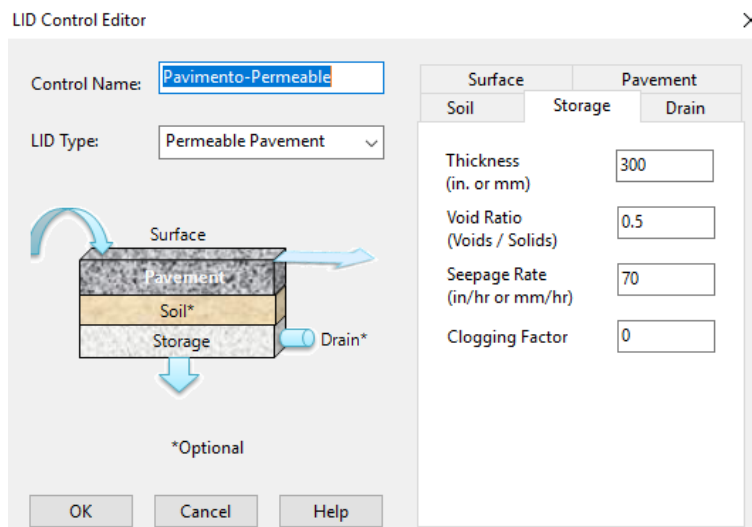 LID Control Editor
Control Name:
Pavimento-Permeable
LID Type:
Permeable Pavement
Surface
Pavement
Soil*
Storage
Drain*
*Optional
OK
Cancel
Help
Surface
Pavement
Soil
Storage
Drain
Thickness
(in. or mm)
300
Void Ratio
(Voids / Solids)
0.5
Seepage Rate
(in/hr or mm/hr)
70
Clogging Factor
0